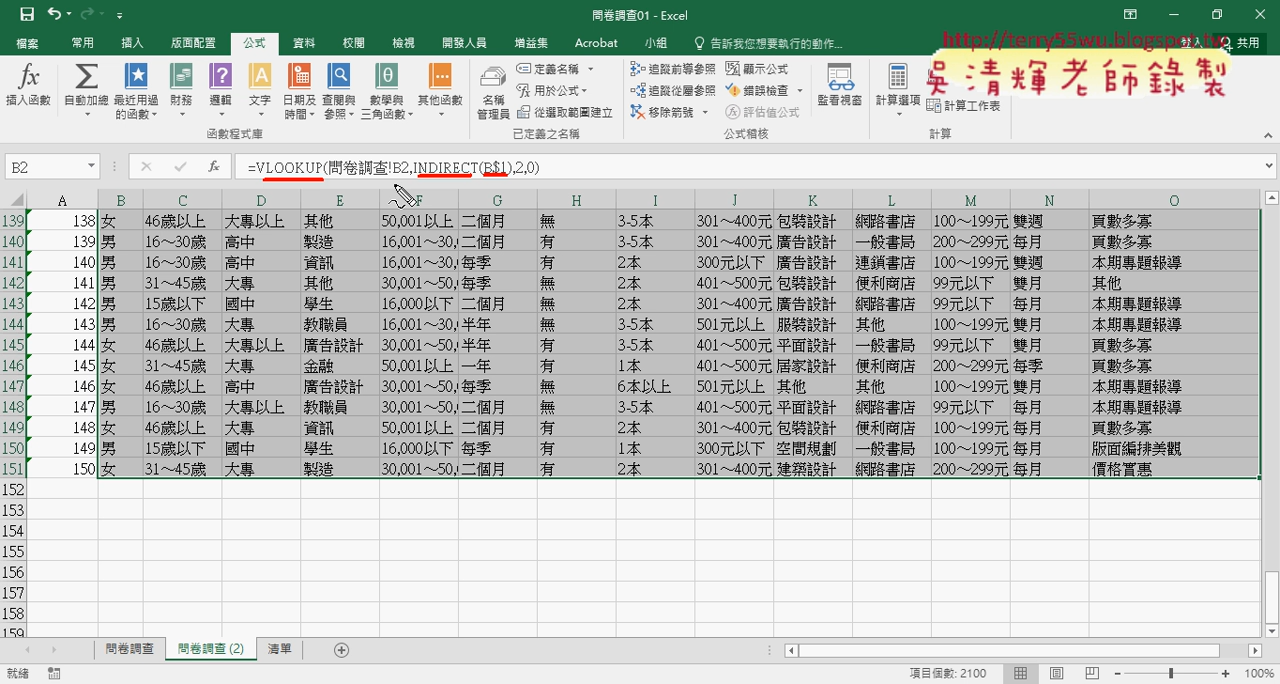 問卷調查01 - Excel
http://terry55wu.blogspot.tw
吳清輝老師錄製
檔案 常用 插入 版面配置 公式 資料 校閱 檢視 開發人員 增益集 Acrobat 小組 告訴我您想要執行的動作... 登入 共用
fx Σ ? A θ ...
插入函數 自動加總 最近用過的函數 財務 邏輯 文字 日期及時間 查閱與參照 數學與三角函數 其他函數
函數程式庫
名稱管理員 定義名稱 用於公式 從選取範圍建立
已定義之名稱
追蹤前導參照 追蹤從屬參照 移除箭號 顯示公式 錯誤檢查 評估值公式
公式稽核
監看視窗
計算選項 計算工作表
計算
B2 fx =VLOOKUP(問卷調查!B2,INDIRECT(B$1),2,0)
A B C D E F G H I J K L M N O
139 138 女 46歲以上 大專以上 其他 50,001以上 二個月 無 3-5本 301～400元 包裝設計 網路書店 100～199元 雙週 頁數多寡
140 139 男 16～30歲 高中 製造 16,001～30, 二個月 有 3-5本 301～400元 廣告設計 一般書局 200～299元 每月 頁數多寡
141 140 男 16～30歲 高中 資訊 16,001～30, 每季 有 2本 300元以下 廣告設計 連鎖書店 100～199元 雙週 本期專題報導
142 141 男 31～45歲 大專 其他 30,001～50, 每季 有 2本 401～500元 包裝設計 便利商店 99元以下 雙月 其他
143 142 男 15歲以下 國中 學生 16,000以下 二個月 有 2本 301～400元 廣告設計 網路書店 99元以下 每月 本期專題報導
144 143 男 16～30歲 大專 教職員 16,001～30, 半年 無 3-5本 501元以上 服裝設計 其他 100～199元 雙月 本期專題報導
145 144 女 46歲以上 大專以上 廣告設計 30,001～50, 半年 有 3-5本 401～500元 平面設計 一般書局 99元以下 雙月 頁數多寡
146 145 女 31～45歲 大專 金融 50,001以上 一年 有 1本 401～500元 居家設計 便利商店 200～299元 每季 頁數多寡
147 146 女 46歲以上 高中 廣告設計 30,001～50, 每季 無 6本以上 501元以上 其他 其他 100～199元 雙月 本期專題報導
148 147 男 16～30歲 大專以上 教職員 30,001～50, 二個月 無 3-5本 401～500元 平面設計 網路書店 99元以下 每月 本期專題報導
149 148 女 46歲以上 大專 資訊 50,001以上 二個月 有 2本 301～400元 包裝設計 便利商店 100～199元 每月 頁數多寡
150 149 男 15歲以下 國中 學生 16,000以下 每季 有 1本 300元以下 空間規劃 一般書局 100～199元 每月 版面編排美觀
151 150 女 31～45歲 大專 製造 30,001～50, 二個月 有 2本 301～400元 建築設計 網路書店 200～299元 每月 價格實惠
152
153
154
155
156
157
158
159
問卷調查 問卷調查 (2) 清單
就緒 項目個數: 2100 100%